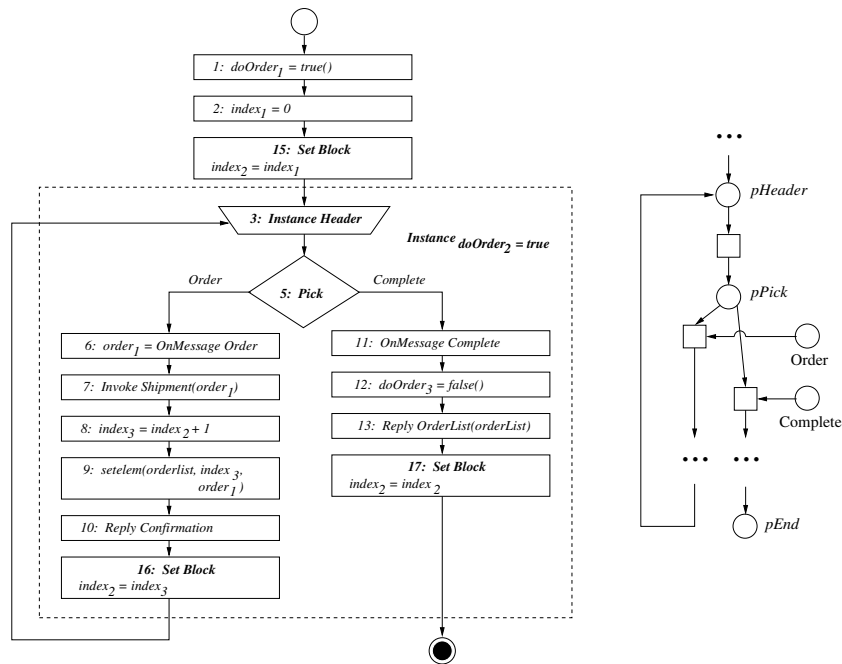 1: doOrder1 = true()
2: index1 = 0
15: Set Block
index2 = index1
3: Instance Header
Instance doOrder2 = true
Order
Complete
5: Pick
6: order1 = OnMessage Order
7: Invoke Shipment(order1)
8: index3 = index2 + 1
9: setelem(orderlist, index3,
order1)
10: Reply Confirmation
16: Set Block
index2 = index3
11: OnMessage Complete
12: doOrder3 = false()
13: Reply OrderList(orderList)
17: Set Block
index2 = index2
•••
pHeader
pPick
Order
Complete
••• •••
pEnd